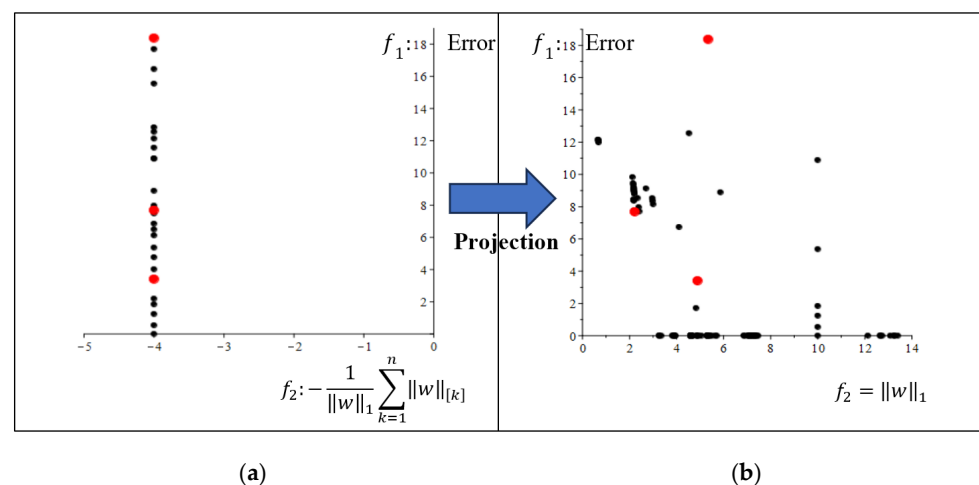 f₁: Error
18
16
14
12
10
8
6
4
2
-5 -4 -3 -2 -1 0
f₂: − 1/‖w‖₁ ∑ₖ₌₁ⁿ ‖w‖[k]
Projection
f₁: Error
18
16
14
12
10
8
6
4
2
0
0 2 4 6 8 10 12 14
f₂ = ‖w‖₁
(a) (b)